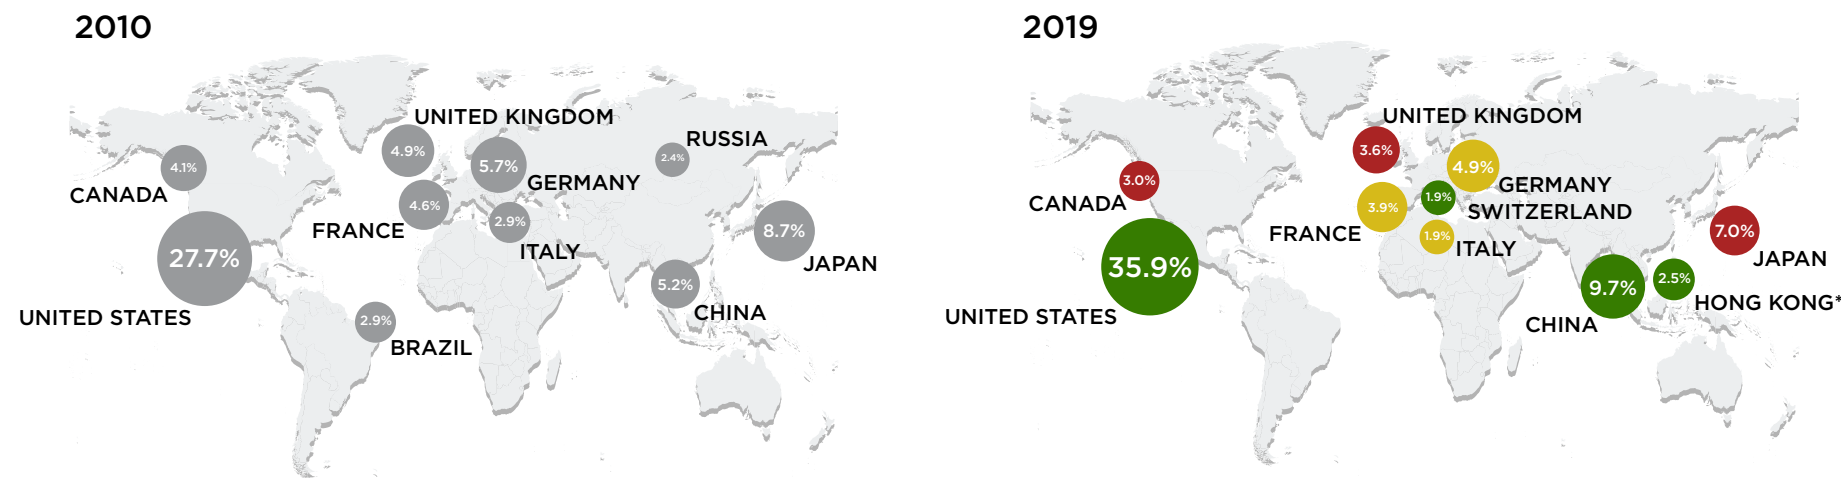 2010
UNITED KINGDOM
4.9%
RUSSIA
2.4%
4.1%
CANADA
5.7%
GERMANY
4.6%
FRANCE
2.9%
ITALY
8.7%
JAPAN
27.7%
UNITED STATES
5.2%
CHINA
2.9%
BRAZIL
2019
UNITED KINGDOM
3.6%
4.9%
GERMANY
3.0%
CANADA
1.9%
SWITZERLAND
3.9%
FRANCE
1.9%
ITALY
7.0%
JAPAN
35.9%
UNITED STATES
9.7%
CHINA
2.5%
HONG KONG*